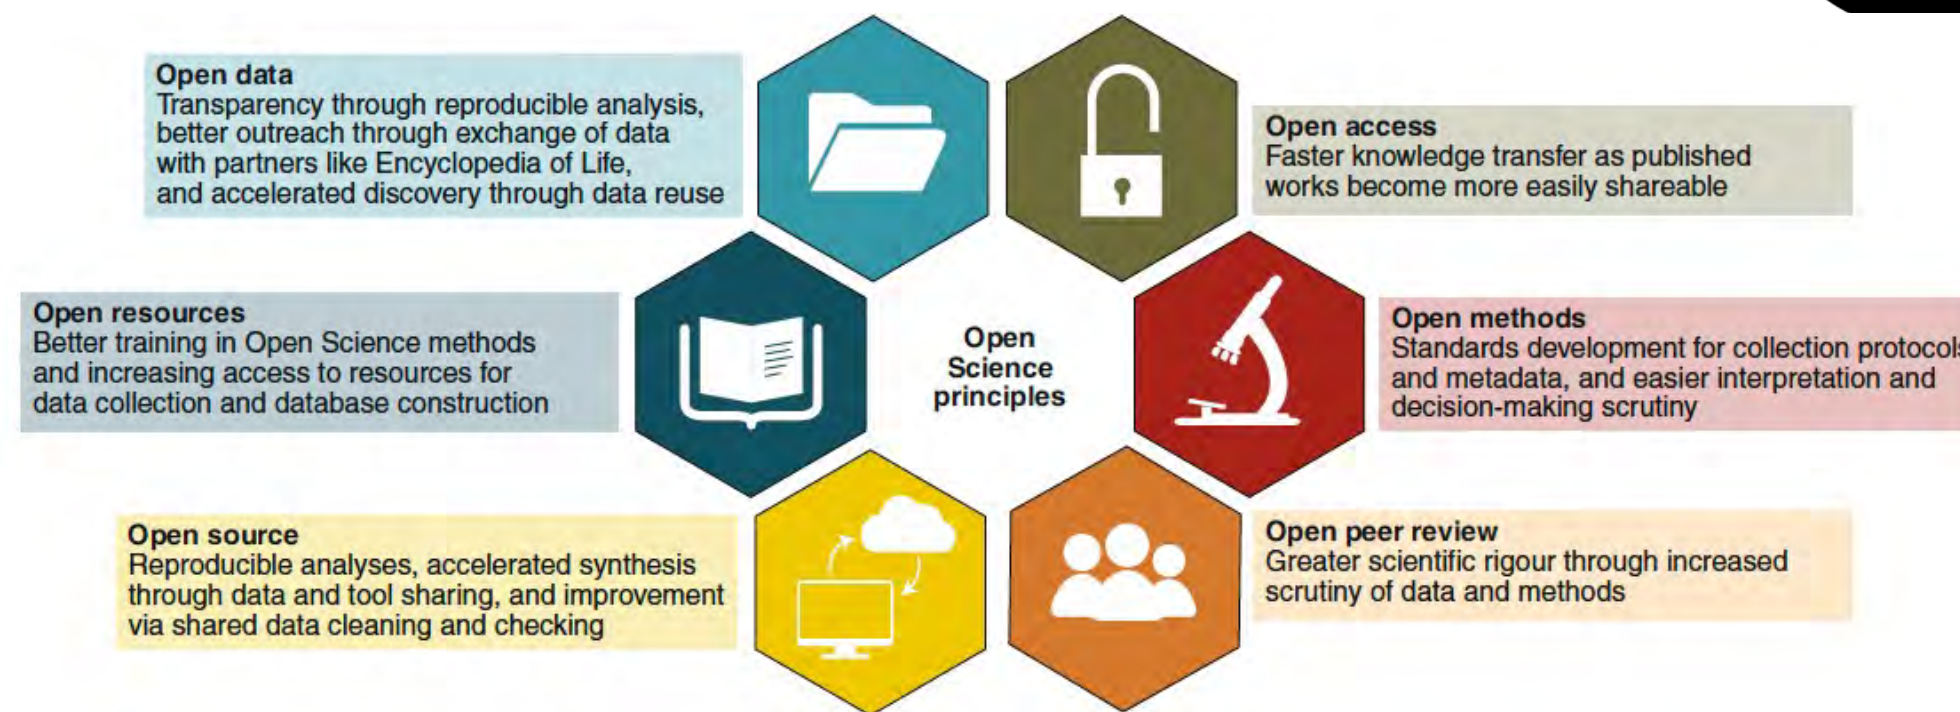 Open data
Transparency through reproducible analysis,
better outreach through exchange of data
with partners like Encyclopedia of Life,
and accelerated discovery through data reuse
Open access
Faster knowledge transfer as published
works become more easily shareable
Open resources
Better training in Open Science methods
and increasing access to resources for
data collection and database construction
Open
Science
principles
Open methods
Standards development for collection protocols
and metadata, and easier interpretation and
decision-making scrutiny
Open source
Reproducible analyses, accelerated synthesis
through data and tool sharing, and improvement
via shared data cleaning and checking
Open peer review
Greater scientific rigour through increased
scrutiny of data and methods